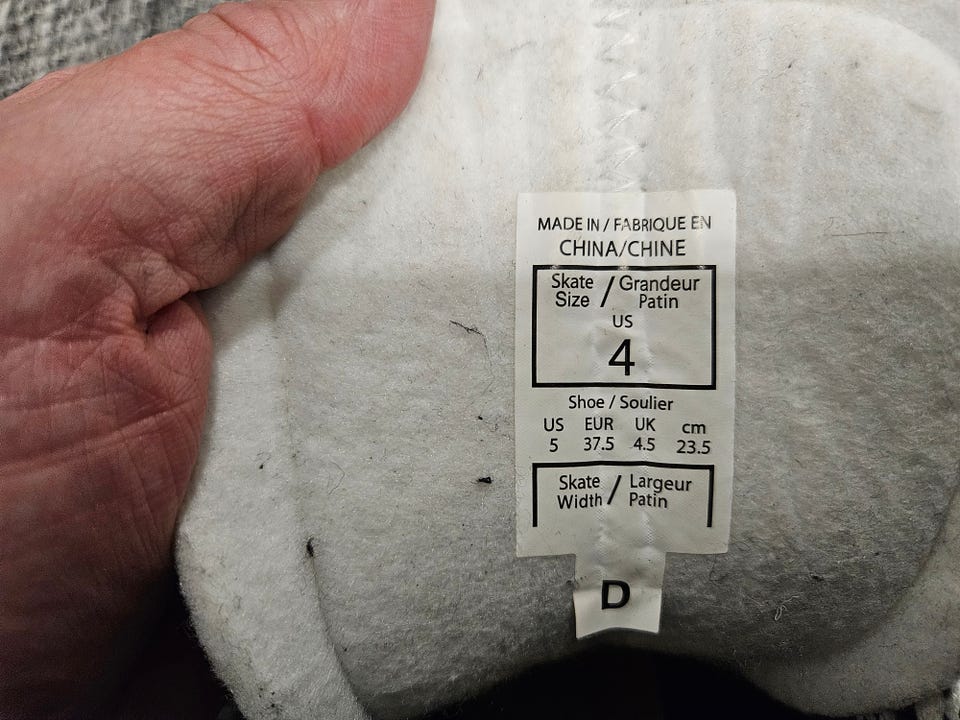 MADE IN / FABRIQUE EN
CHINA/CHINE
Skate Size / Grandeur Patin
US
4
Shoe / Soulier
US EUR UK cm
5 37.5 4.5 23.5
Skate Width / Largeur Patin
D